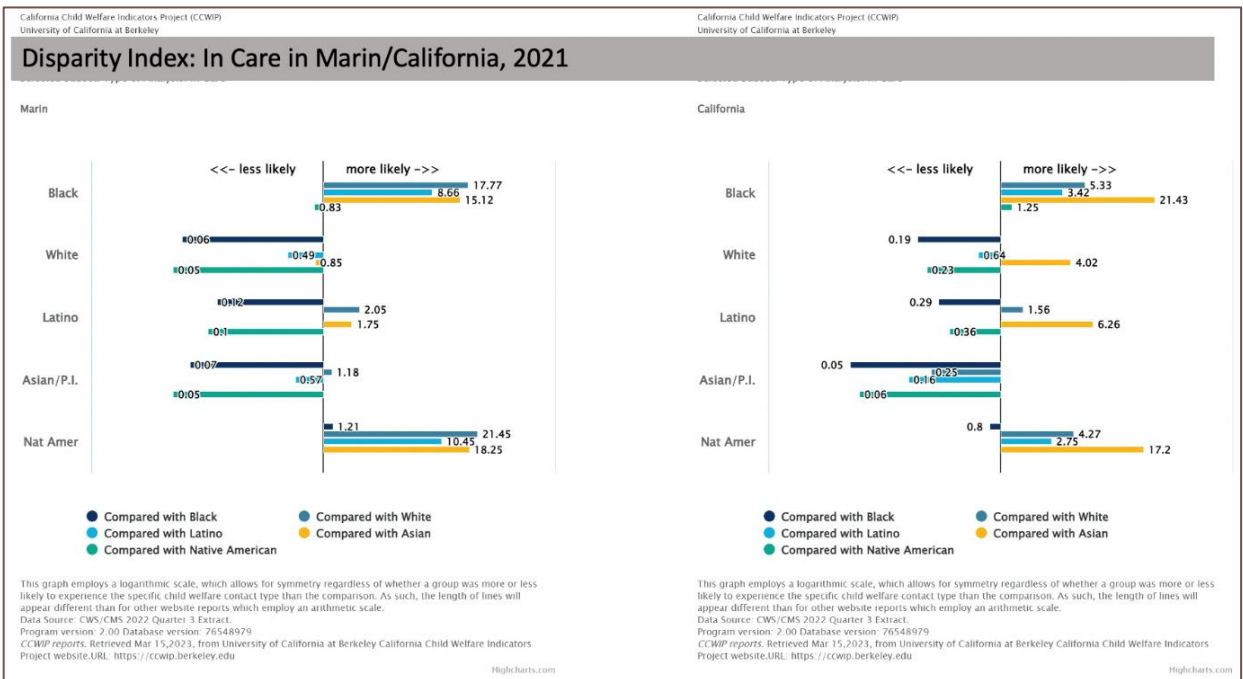 California Child Welfare Indicators Project (CCWIP)
University of California at Berkeley
California Child Welfare Indicators Project (CCWIP)
University of California at Berkeley
Disparity Index: In Care in Marin/California, 2021
Marin
<<- less likely more likely ->>
Black
17.77
8.66
15.12
0.83
White
0.06
0.49
0.85
0.05
Latino
0.12
2.05
1.75
0.1
Asian/P.I.
0.07
1.18
0.57
0.05
Nat Amer
1.21
21.45
10.45
18.25
Compared with Black Compared with White
Compared with Latino Compared with Asian
Compared with Native American
This graph employs a logarithmic scale, which allows for symmetry regardless of whether a group was more or less
likely to experience the specific child welfare contact type than the comparison. As such, the length of lines will
appear different than for other website reports which employ an arithmetic scale.
Data Source: CWS/CMS 2022 Quarter 3 Extract.
Program version: 2.00 Database version: 76548979
CCWIP reports. Retrieved Mar 15,2023, from University of California at Berkeley California Child Welfare Indicators
Project website.URL: https://ccwip.berkeley.edu
Highcharts.com
California
<<- less likely more likely ->>
Black
5.33
3.42
21.43
1.25
White
0.19
0.64
4.02
0.23
Latino
0.29
1.56
6.26
0.36
Asian/P.I.
0.05
0.25
0.16
0.06
Nat Amer
0.8
4.27
2.75
17.2
Compared with Black Compared with White
Compared with Latino Compared with Asian
Compared with Native American
This graph employs a logarithmic scale, which allows for symmetry regardless of whether a group was more or less
likely to experience the specific child welfare contact type than the comparison. As such, the length of lines will
appear different than for other website reports which employ an arithmetic scale.
Data Source: CWS/CMS 2022 Quarter 3 Extract.
Program version: 2.00 Database version: 76548979
CCWIP reports. Retrieved Mar 15,2023, from University of California at Berkeley California Child Welfare Indicators
Project website.URL: https://ccwip.berkeley.edu
Highcharts.com